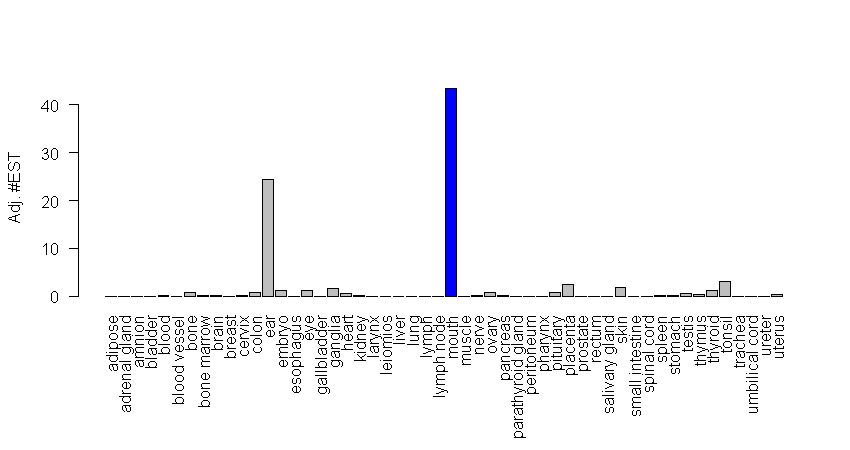 Adj. #EST
40
30
20
10
0
adipose
adrenal gland
amnion
bladder
blood
blood vessel
bone
bone marrow
brain
breast
cervix
colon
ear
embryo
esophagus
eye
gallbladder
ganglia
heart
kidney
larynx
leiomios
liver
lung
lymph
lymph node
mouth
muscle
nerve
ovary
pancreas
parathyroid gland
peritoneum
pharynx
pituitary
placenta
prostate
rectum
salivary gland
skin
small intestine
spinal cord
spleen
stomach
testis
thymus
thyroid
tonsil
trachea
umbilical cord
ureter
uterus